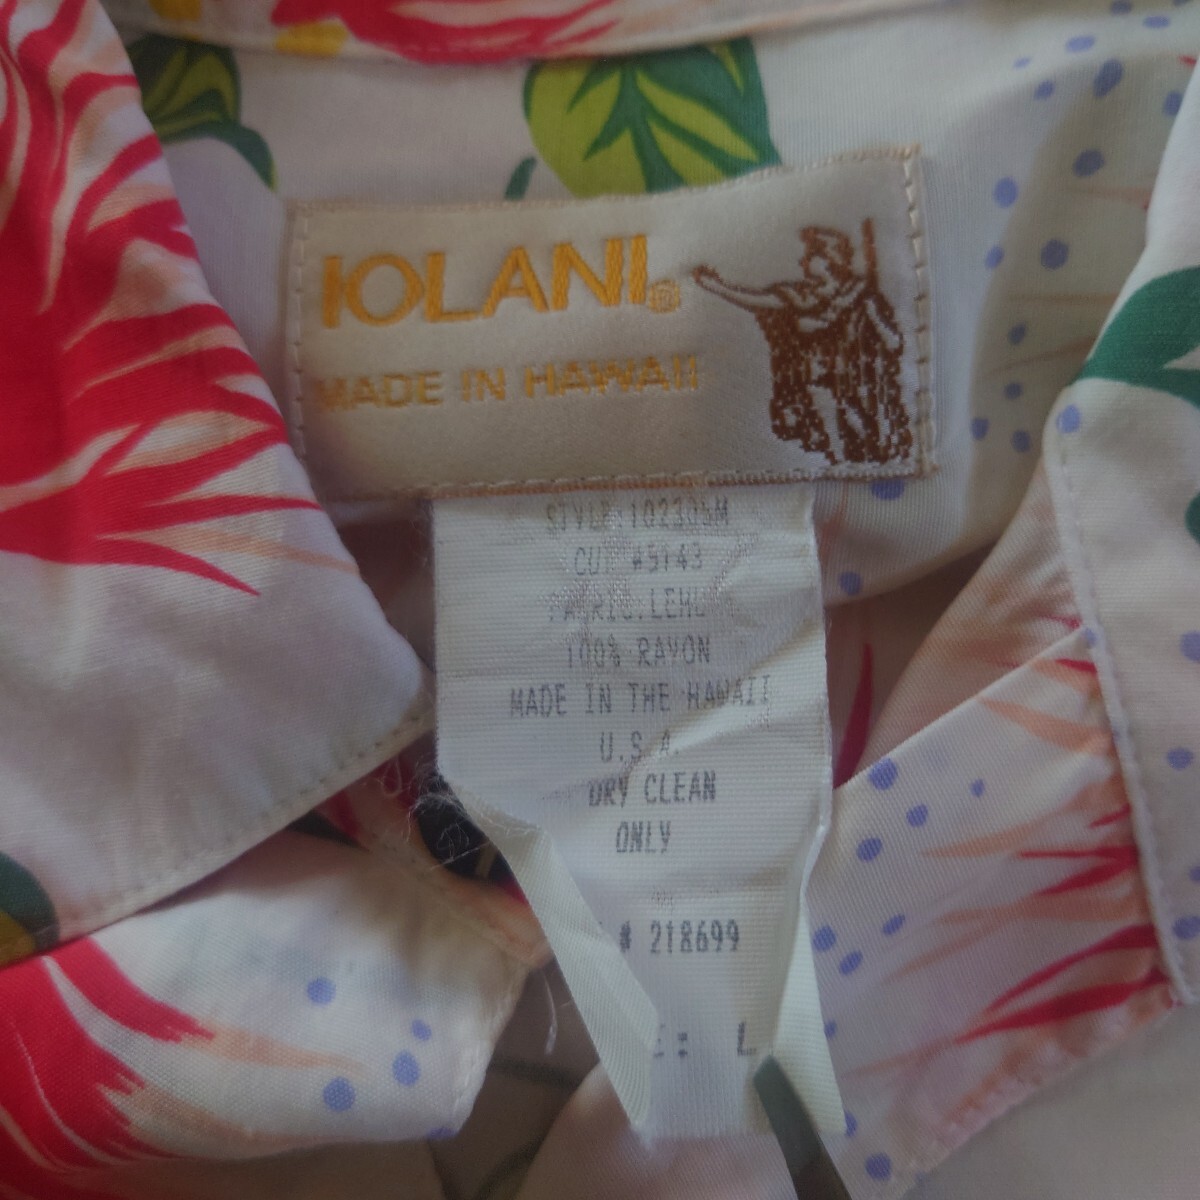 IOLANI®
MADE IN HAWAII
STYLE:102306M
CUT #5143
FABRIC:LEHU
100% RAYON
MADE IN THE HAWAII
U.S.A.
DRY CLEAN
ONLY
# 218699
E: L